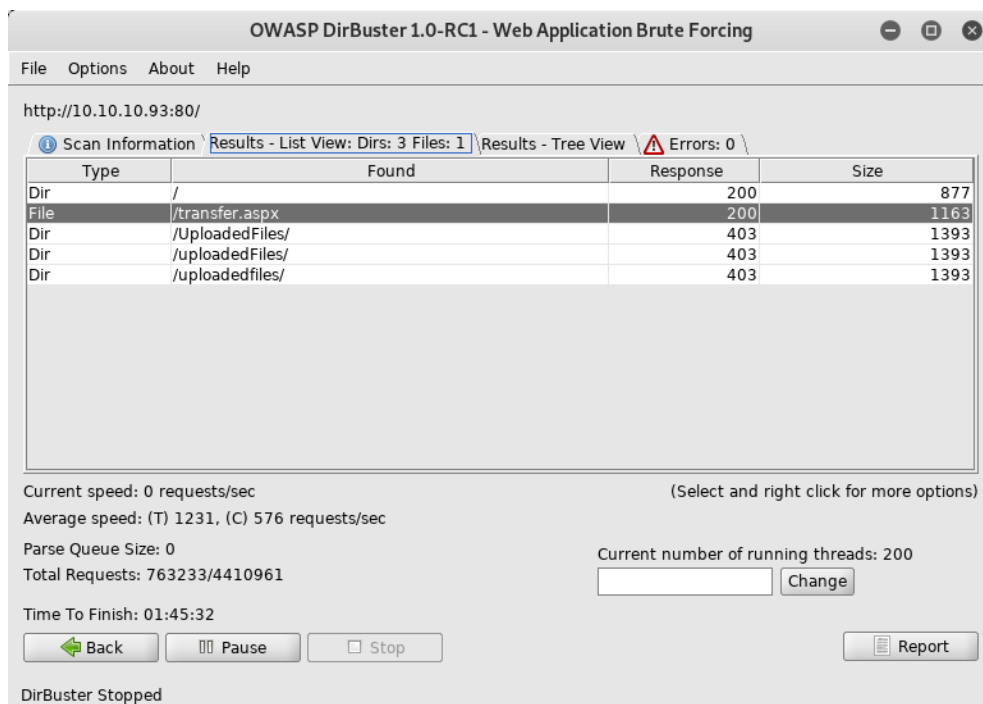 OWASP DirBuster 1.0-RC1 - Web Application Brute Forcing
File Options About Help
http://10.10.10.93:80/
Scan Information Results - List View: Dirs: 3 Files: 1 Results - Tree View Errors: 0
Type Found Response Size
Dir / 200 877
File /transfer.aspx 200 1163
Dir /UploadedFiles/ 403 1393
Dir /uploadedFiles/ 403 1393
Dir /uploadedfiles/ 403 1393
Current speed: 0 requests/sec (Select and right click for more options)
Average speed: (T) 1231, (C) 576 requests/sec
Parse Queue Size: 0
Current number of running threads: 200
Total Requests: 763233/4410961
Change
Time To Finish: 01:45:32
Back Pause Stop Report
DirBuster Stopped